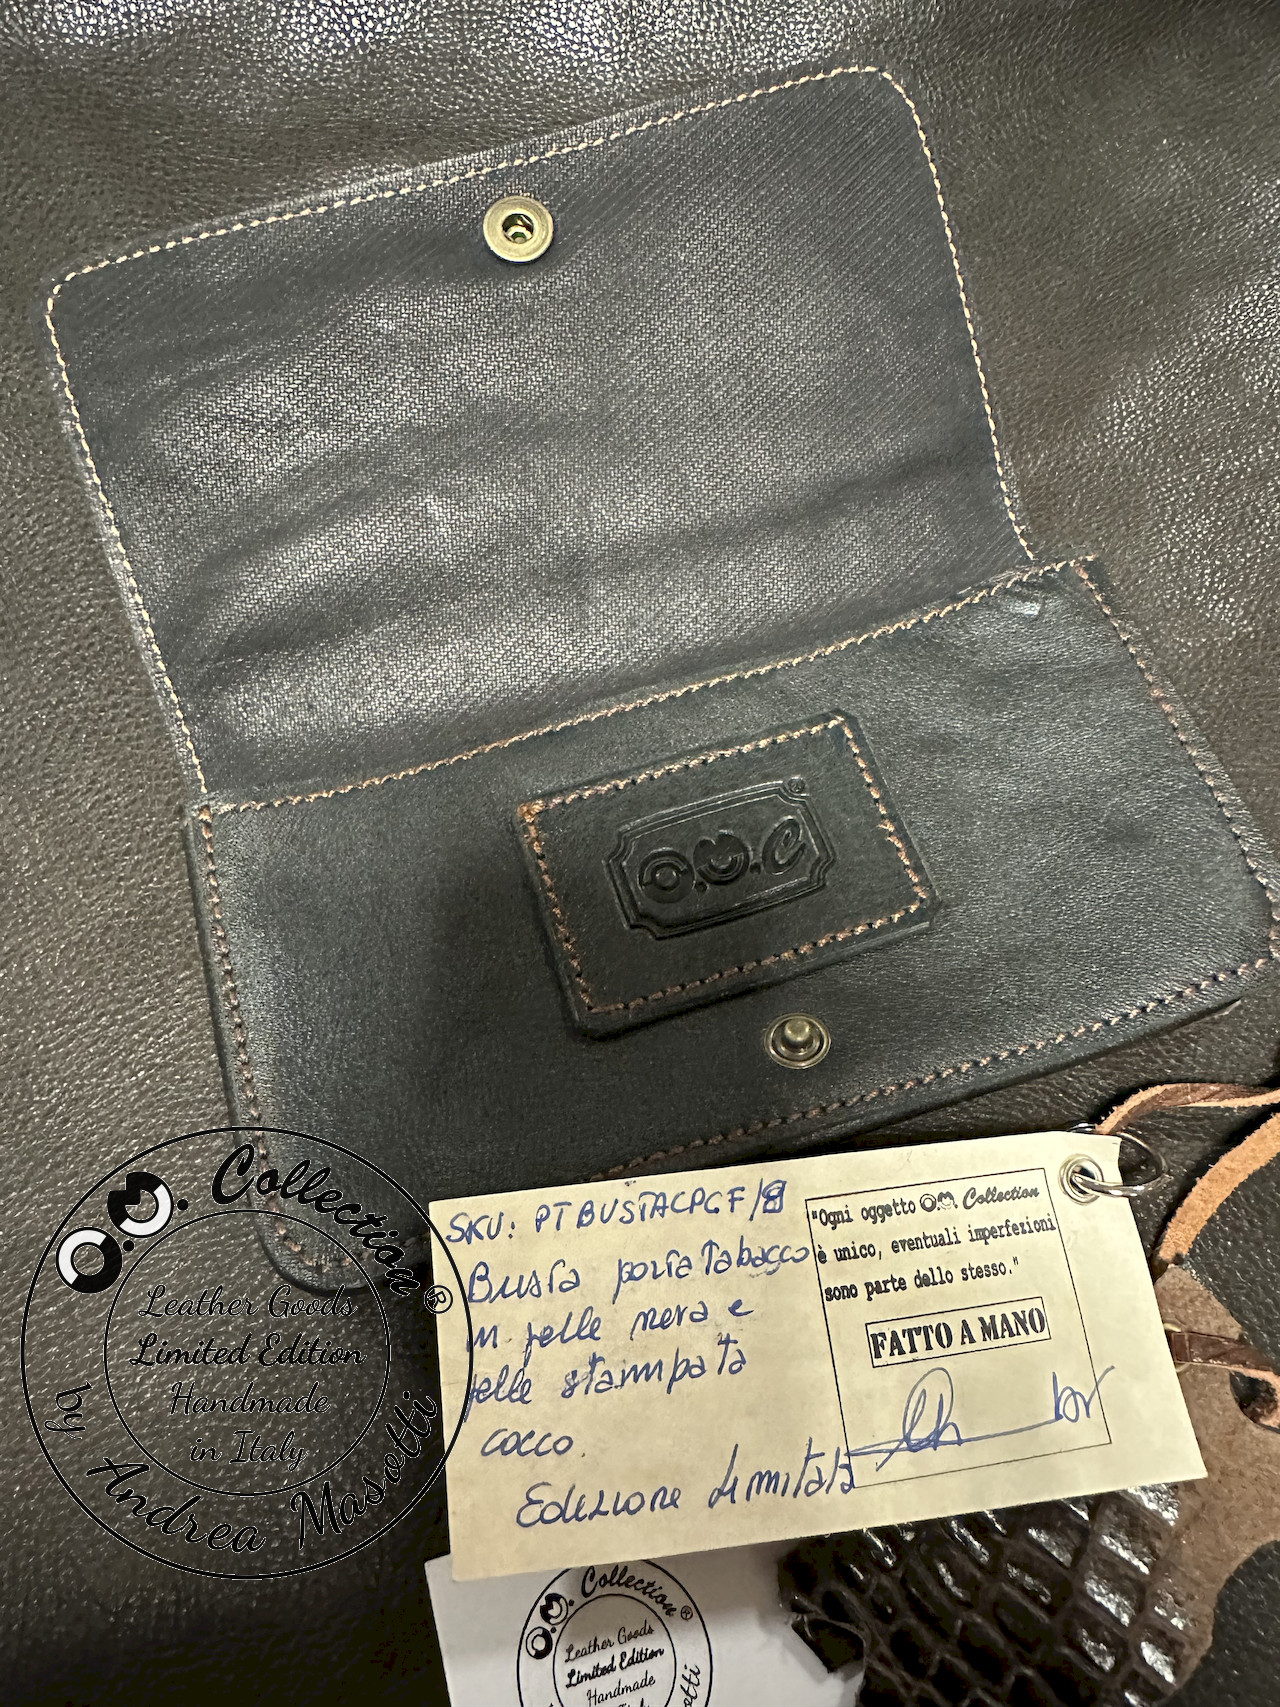 O.M.C
®
SKU: PTBUSTACPCF/8
Busta porta Tabacco
in pelle nera e
pelle stampata
cocco.
Edizione Limitata
"Ogni oggetto O.M. Collection
è unico, eventuali imperfezioni
sono parte dello stesso."
FATTO A MANO
O.M. Collection ®
Leather Goods
Limited Edition
Handmade
in Italy
by Andrea Masotti
O.M. Collection ®
Leather Goods
Limited Edition
Handmade